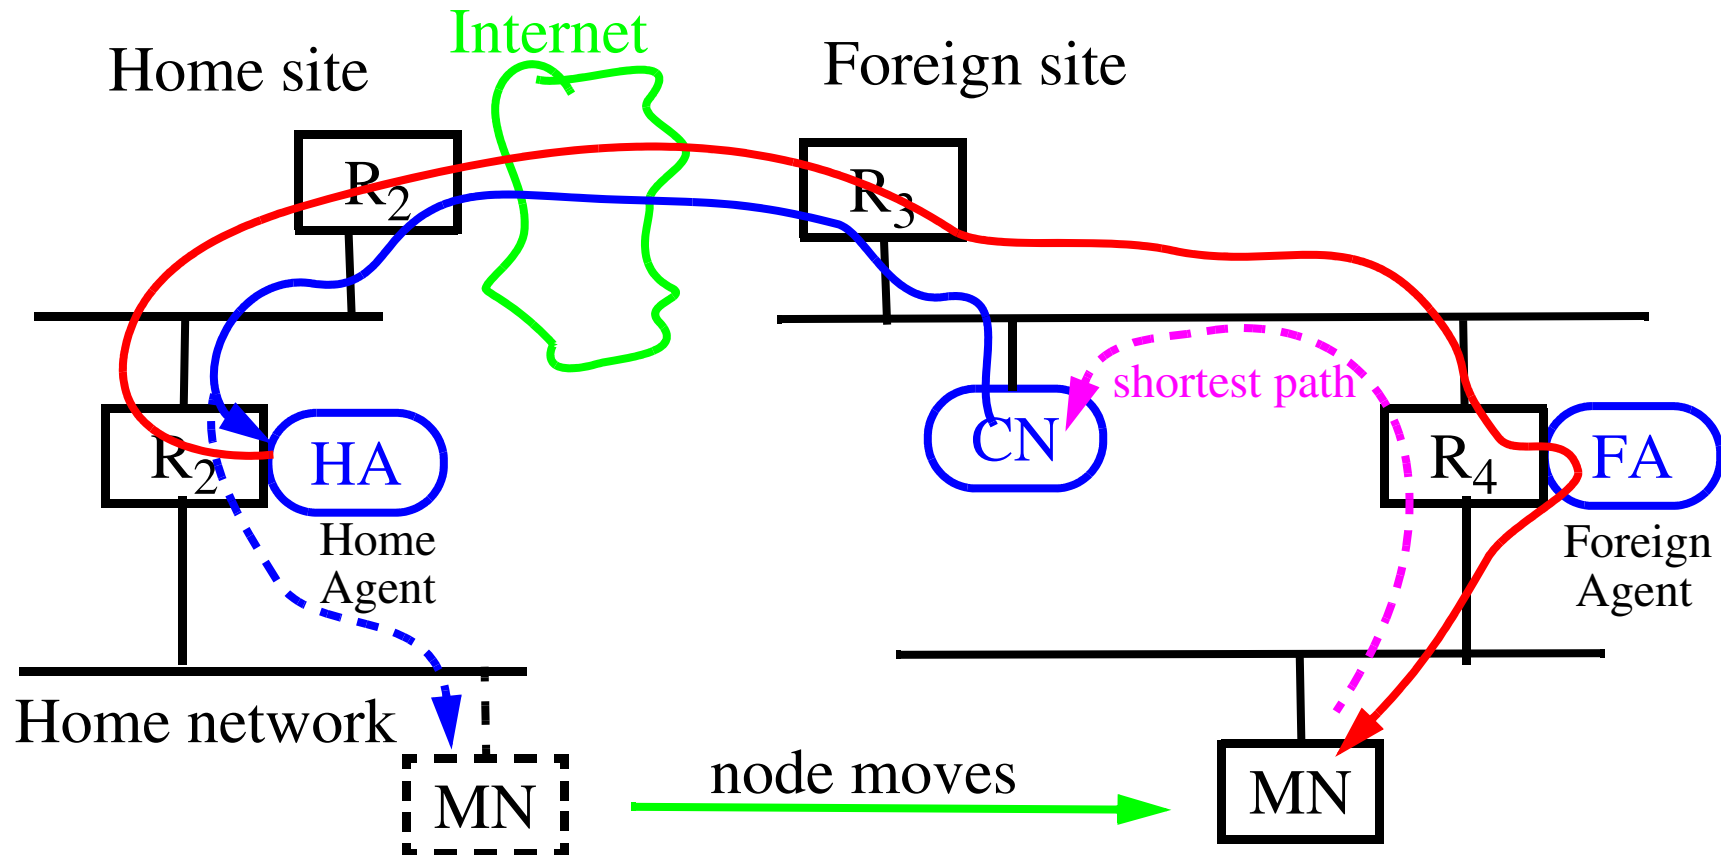 Internet
Home site
Foreign site
R2
R3
shortest path
R2
HA
CN
R4
FA
Home
Agent
Foreign
Agent
Home network
node moves
MN
MN